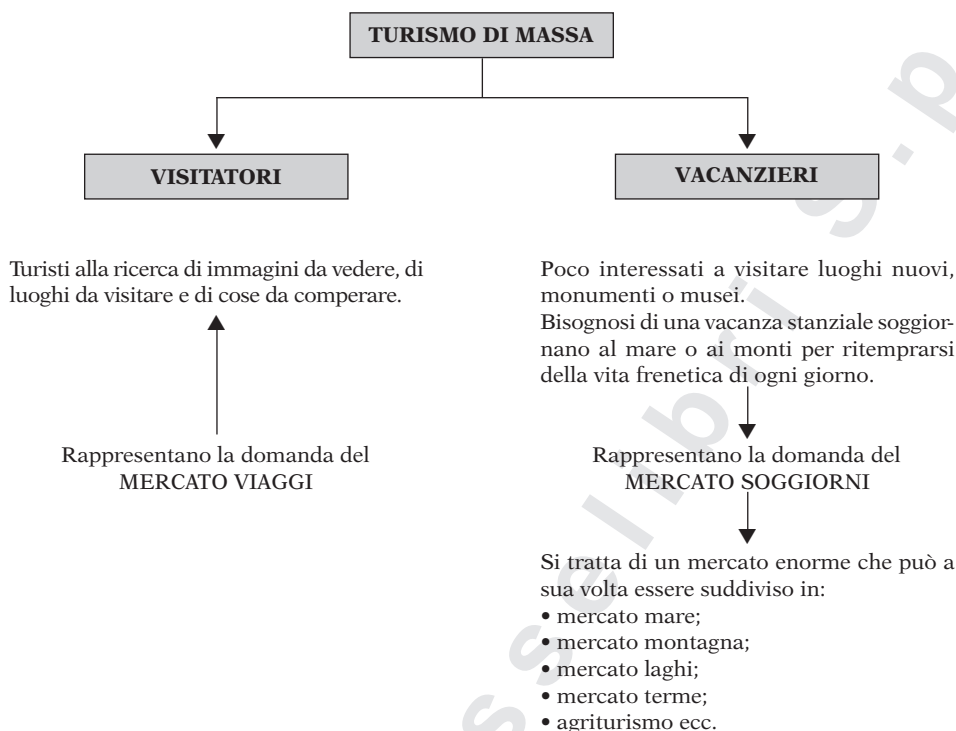 TURISMO DI MASSA
VISITATORI
Turisti alla ricerca di immagini da vedere, di
luoghi da visitare e di cose da comperare.
Rappresentano la domanda del
MERCATO VIAGGI
VACANZIERI
Poco interessati a visitare luoghi nuovi,
monumenti o musei.
Bisognosi di una vacanza stanziale soggior-
nano al mare o ai monti per ritemprarsi
della vita frenetica di ogni giorno.
Rappresentano la domanda del
MERCATO SOGGIORNI
Si tratta di un mercato enorme che può a
sua volta essere suddiviso in:
• mercato mare;
• mercato montagna;
• mercato laghi;
• mercato terme;
• agriturismo ecc.
s s e l i b r i s . p